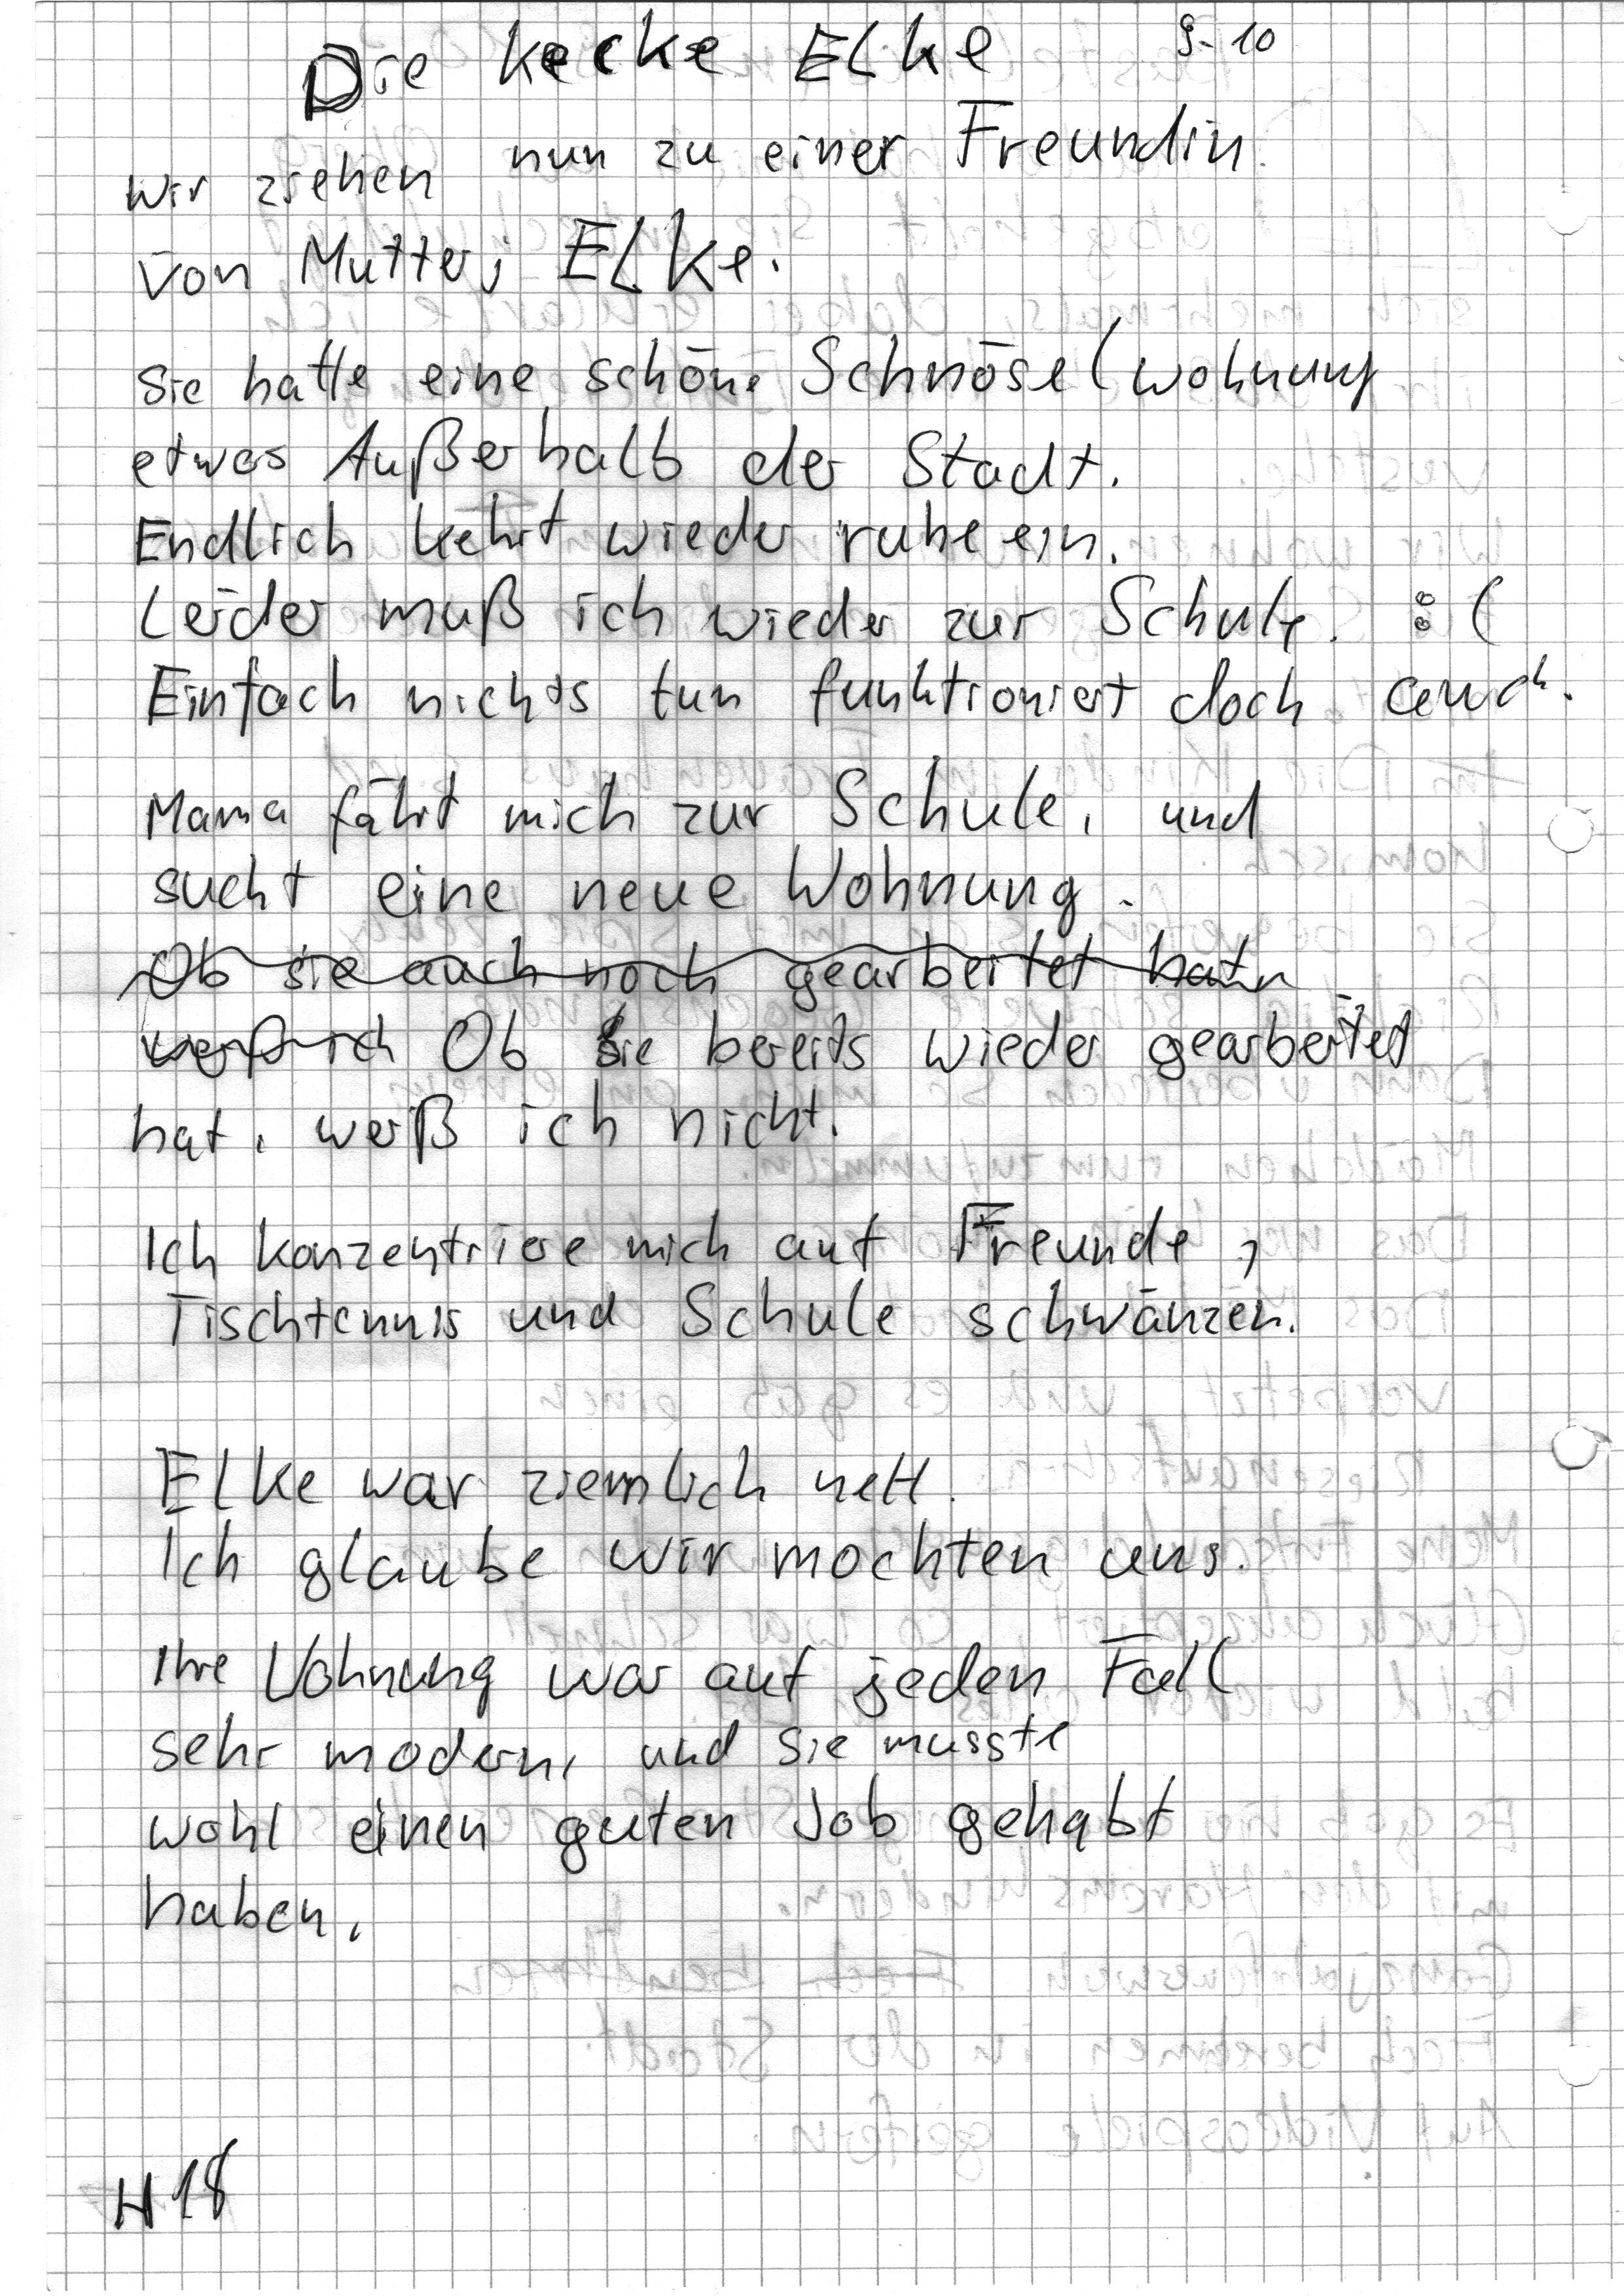 Die kecke Elke 9-10
Wir ziehen nun zu einer Freundin
von Mutter; Elke.
Sie hatte eine schöne Schnöselwohnung
etwas Außerhalb der Stadt.
Endlich kehrt wieder ruhe ein.
Leider muß ich wieder zur Schule. :(
Einfach nichts tun funktioniert doch auch.
Mama fährt mich zur Schule, und
sucht eine neue Wohnung.
Ob sie auch noch gearbeitet hat
weiß ich Ob sie bereits wieder gearbeitet
hat, weiß ich nicht.
Ich konzentriere mich auf Freunde,
Tischtennis und Schule schwänzen.
Elke war ziemlich nett.
Ich glaube wir mochten uns.
Ihre Wohnung war auf jeden Fall
sehr modern, und sie musste
wohl einen guten Job gehabt
haben.
H18